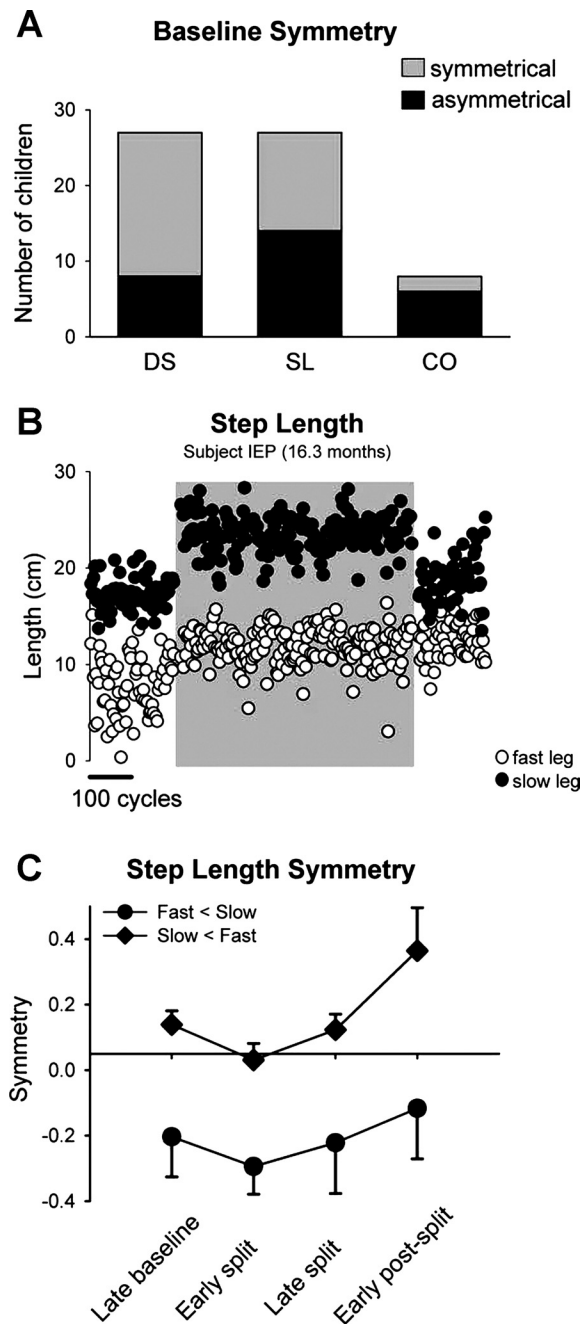 A
Baseline Symmetry
symmetrical
asymmetrical
30
20
10
0
Number of children
DS SL CO
B
Step Length
Subject IEP (16.3 months)
30
20
10
0
Length (cm)
100 cycles
fast leg
slow leg
C
Step Length Symmetry
Fast < Slow
Slow < Fast
0.4
0.2
0.0
-0.2
-0.4
Symmetry
Late baseline
Early split
Late split
Early post-split